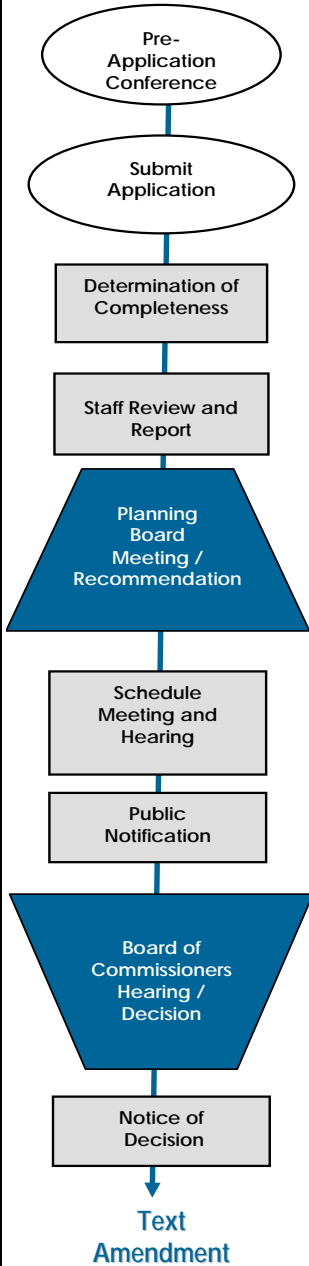 Pre-
Application
Conference
Submit
Application
Determination of
Completeness
Staff Review and
Report
Planning
Board
Meeting /
Recommendation
Schedule
Meeting and
Hearing
Public
Notification
Board of
Commissioners
Hearing /
Decision
Notice of
Decision
Text
Amendment